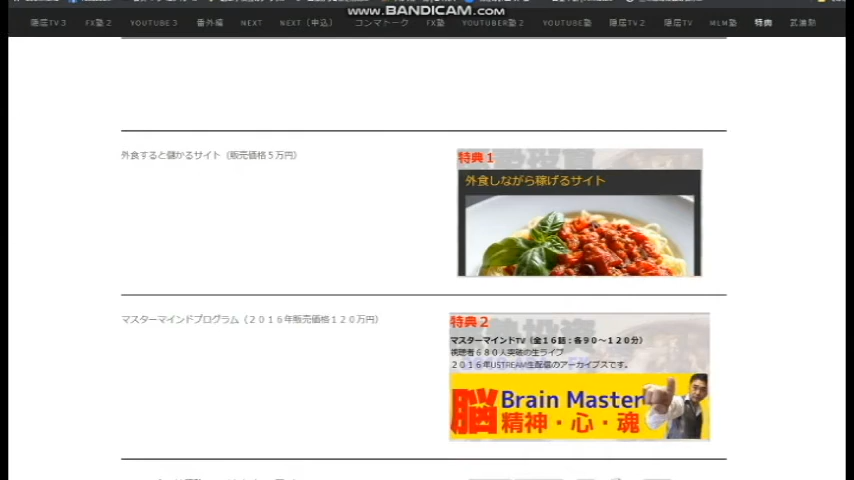 www.BANDICAM.com
隠居TV３ FX塾２ YOUTUBE３ 番外編 NEXT NEXT（申込） コンマトーク FX塾 YOUTUBER塾２ YOUTUBE塾 隠居TV２ 隠居TV MLM塾 特典
外食すると儲かるサイト（販売価格５万円）
特典１
外食しながら稼げるサイト
マスターマインドプログラム（２０１６年販売価格１２０万円）
特典２
マスターマインドTV（全１６話：各９０～１２０分）
視聴者６８０人突破の生ライブ
２０１６年USTREAM生配信のアーカイブスです。
脳 Brain Master
精神・心・魂